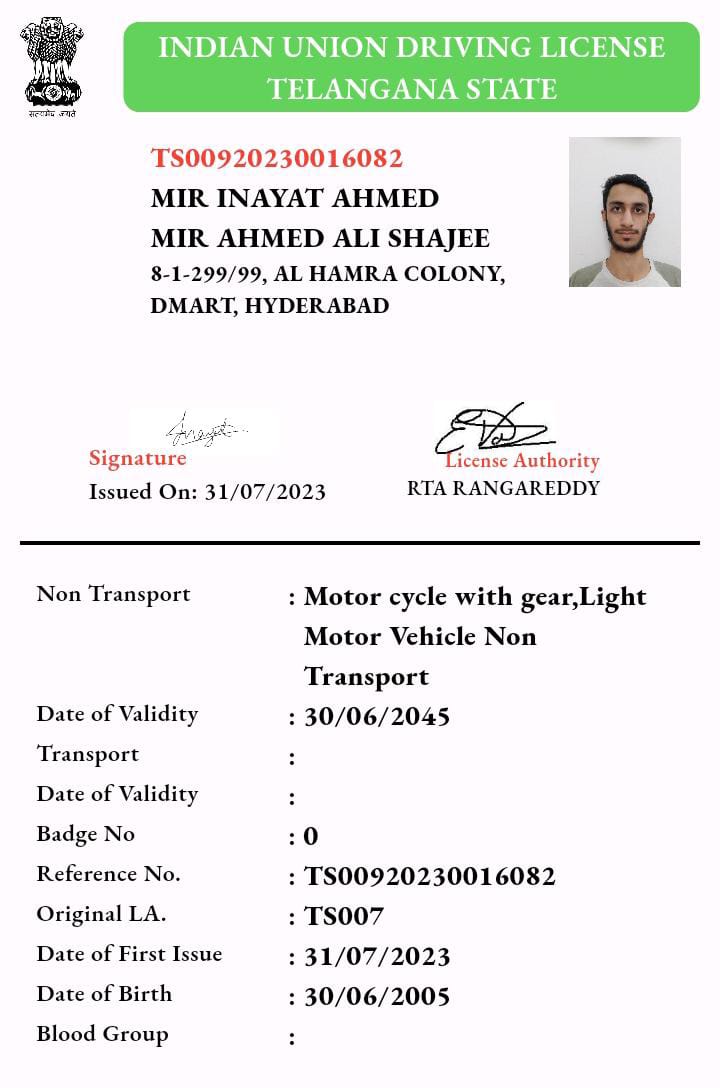 सत्यमेव जयते
INDIAN UNION DRIVING LICENSE
TELANGANA STATE
TS00920230016082
MIR INAYAT AHMED
MIR AHMED ALI SHAJEE
8-1-299/99, AL HAMRA COLONY,
DMART, HYDERABAD
Inayat
Signature
License Authority
Issued On: 31/07/2023
RTA RANGAREDDY
Non Transport : Motor cycle with gear,Light
Motor Vehicle Non
Transport
Date of Validity : 30/06/2045
Transport :
Date of Validity :
Badge No : 0
Reference No. : TS00920230016082
Original LA. : TS007
Date of First Issue : 31/07/2023
Date of Birth : 30/06/2005
Blood Group :